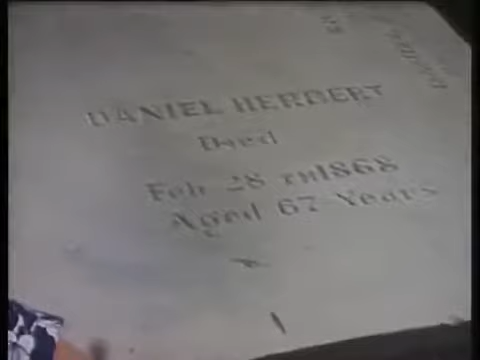 DANIEL HERBERT
Died
Feb 28 TH 1868
Aged 67 Years